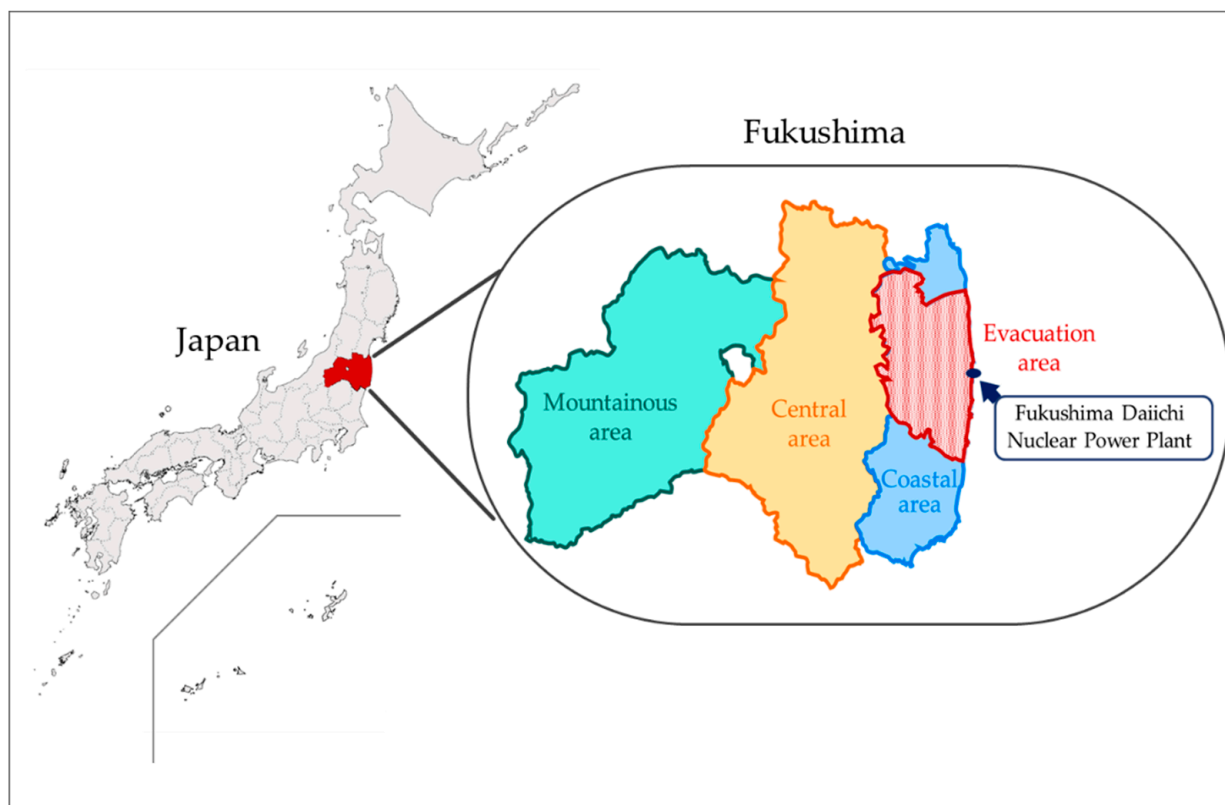 Fukushima
Japan
Evacuation
area
Mountainous
area
Central
area
Fukushima Daiichi
Nuclear Power Plant
Coastal
area